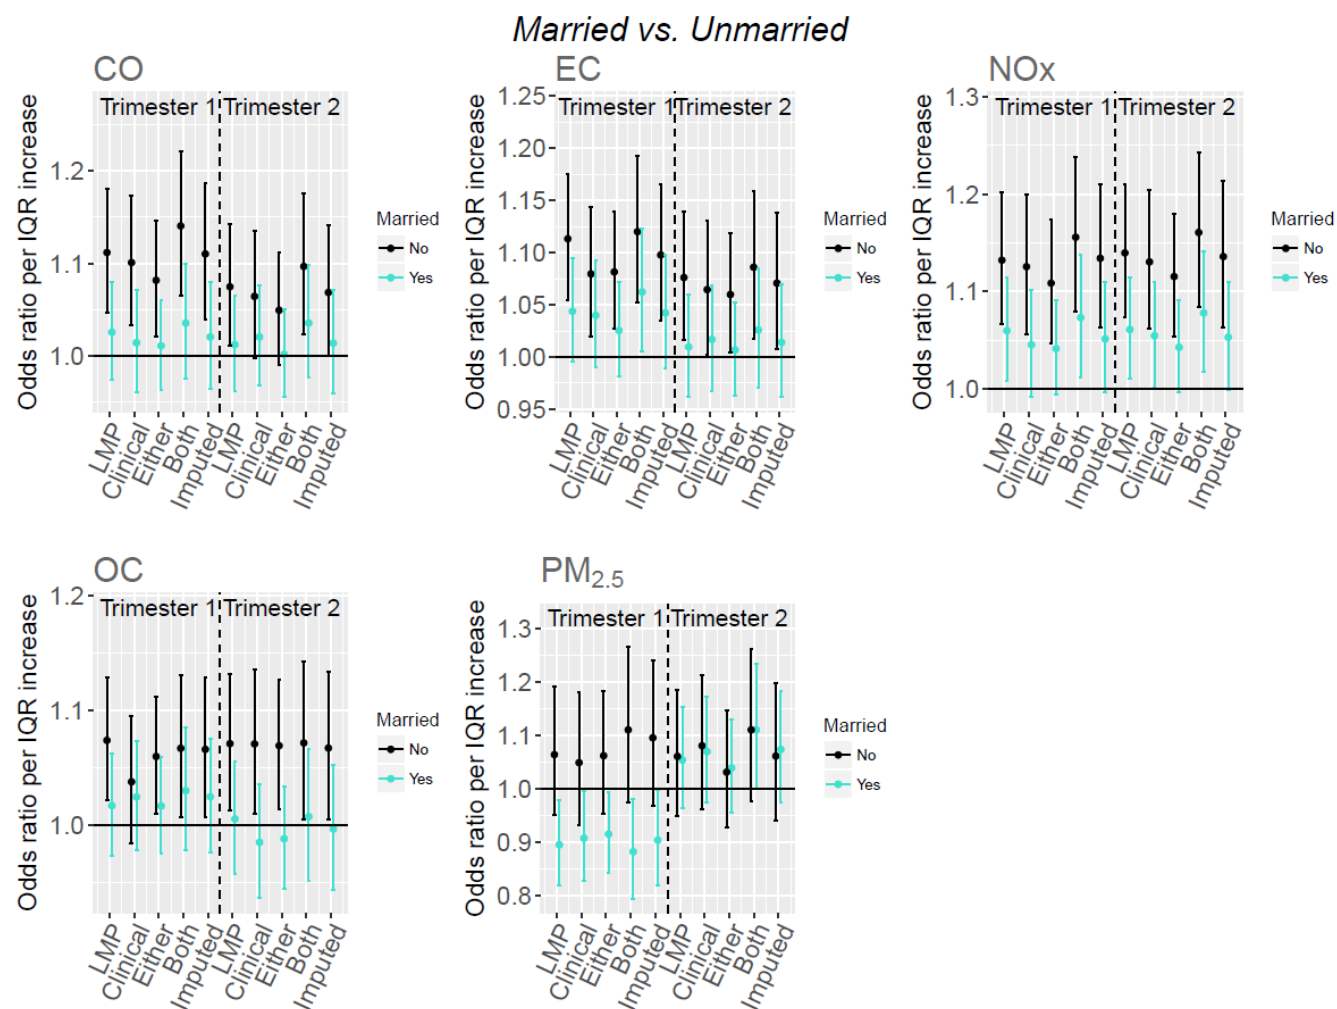 Married vs. Unmarried
CO
Odds ratio per IQR increase
Trimester 1
Trimester 2
1.2
1.1
1.0
LMP
Clinical
Either
Both
Imputed
LMP
Clinical
Either
Both
Imputed
Married
No
Yes
EC
Odds ratio per IQR increase
Trimester 1
Trimester 2
1.25
1.20
1.15
1.10
1.05
1.00
0.95
LMP
Clinical
Either
Both
Imputed
LMP
Clinical
Either
Both
Imputed
Married
No
Yes
NOx
Odds ratio per IQR increase
Trimester 1
Trimester 2
1.3
1.2
1.1
1.0
LMP
Clinical
Either
Both
Imputed
LMP
Clinical
Either
Both
Imputed
Married
No
Yes
OC
Odds ratio per IQR increase
Trimester 1
Trimester 2
1.2
1.1
1.0
LMP
Clinical
Either
Both
Imputed
LMP
Clinical
Either
Both
Imputed
Married
No
Yes
PM2.5
Odds ratio per IQR increase
Trimester 1
Trimester 2
1.3
1.2
1.1
1.0
0.9
0.8
LMP
Clinical
Either
Both
Imputed
LMP
Clinical
Either
Both
Imputed
Married
No
Yes